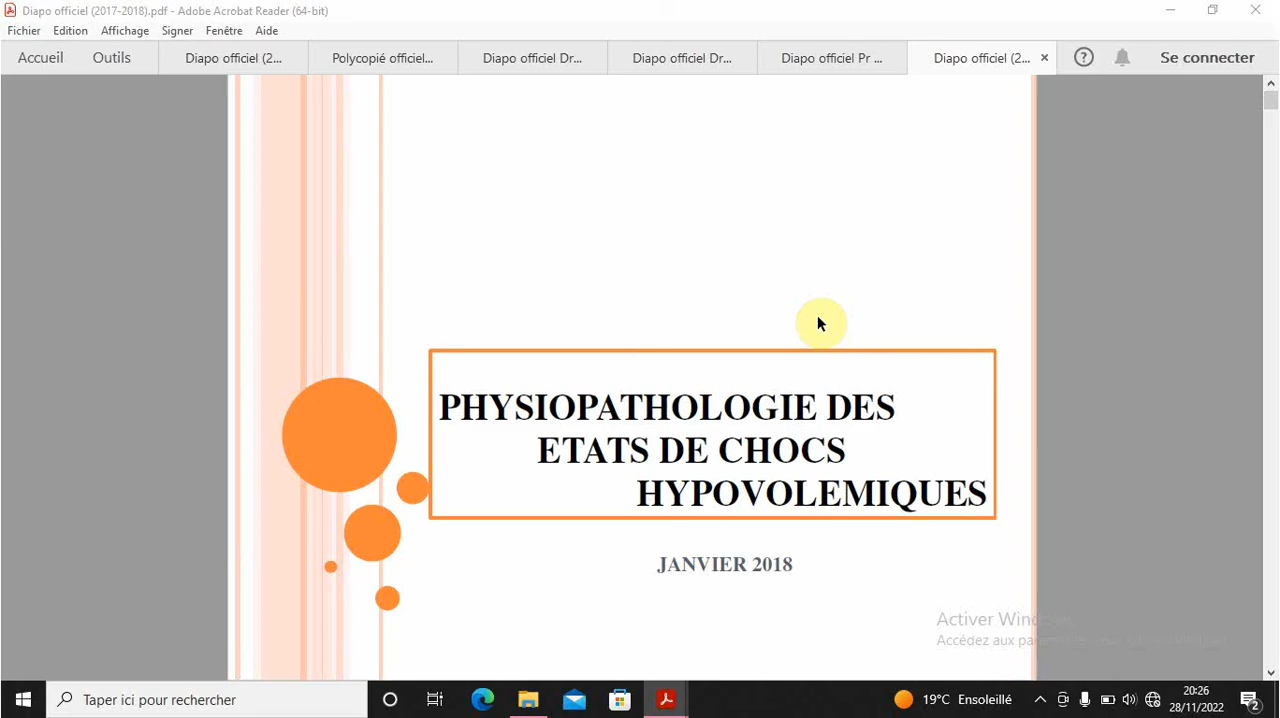 Diapo officiel (2017-2018).pdf - Adobe Acrobat Reader (64-bit)
Fichier Edition Affichage Signer Fenêtre Aide
Accueil Outils Diapo officiel (2... Polycopié officiel... Diapo officiel Dr... Diapo officiel Dr... Diapo officiel Pr ... Diapo officiel (2... Se connecter
PHYSIOPATHOLOGIE DES
ETATS DE CHOCS
HYPOVOLEMIQUES
JANVIER 2018
Activer Windows
Accédez aux
Taper ici pour rechercher
19°C Ensoleillé
20:26
28/11/2022
2